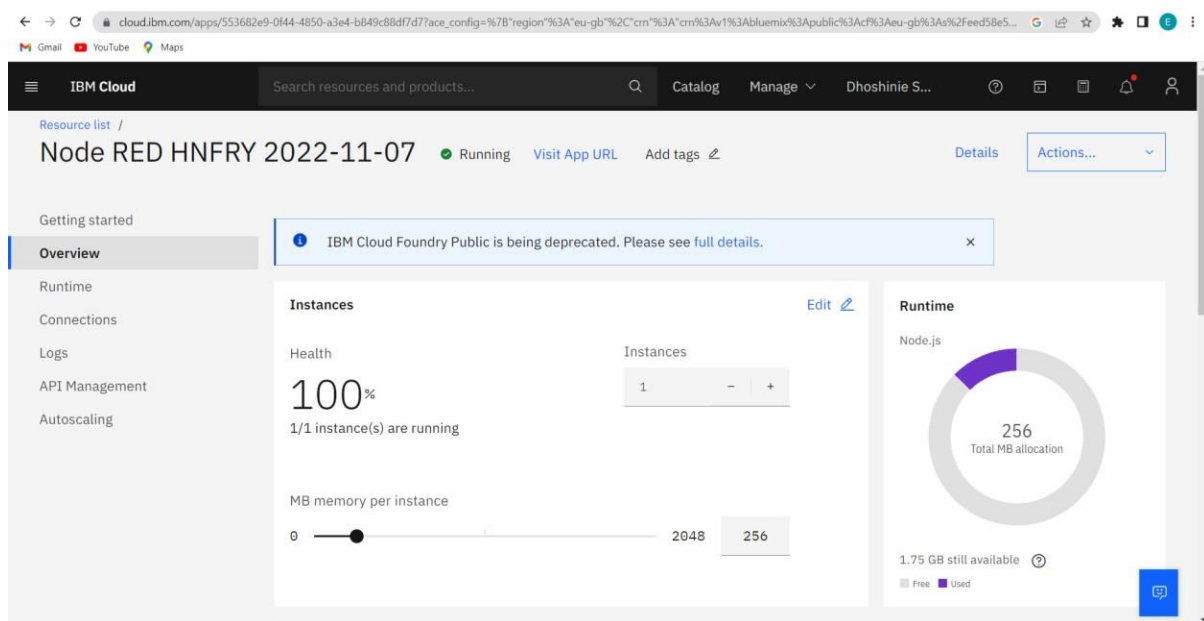 cloud.ibm.com/apps/553682e9-0f44-4850-a3e4-b849c88df7d7?ace_config=%7B"region"%3A"eu-gb"%2C"crn"%3A"crn%3Av1%3Abluemix%3Apublic%3Acf%3Aeu-gb%3As%2Feed58e5...
E
Gmail YouTube Maps
IBM Cloud Search resources and products... Catalog Manage Dhoshinie S...
Resource list /
Node RED HNFRY 2022-11-07 Running Visit App URL Add tags Details Actions...
Getting started
Overview
Runtime
Connections
Logs
API Management
Autoscaling
IBM Cloud Foundry Public is being deprecated. Please see full details.
Instances Edit
Health Instances
100% 1 - +
1/1 instance(s) are running
MB memory per instance
0 2048 256
Runtime
Node.js
256
Total MB allocation
1.75 GB still available
Free Used